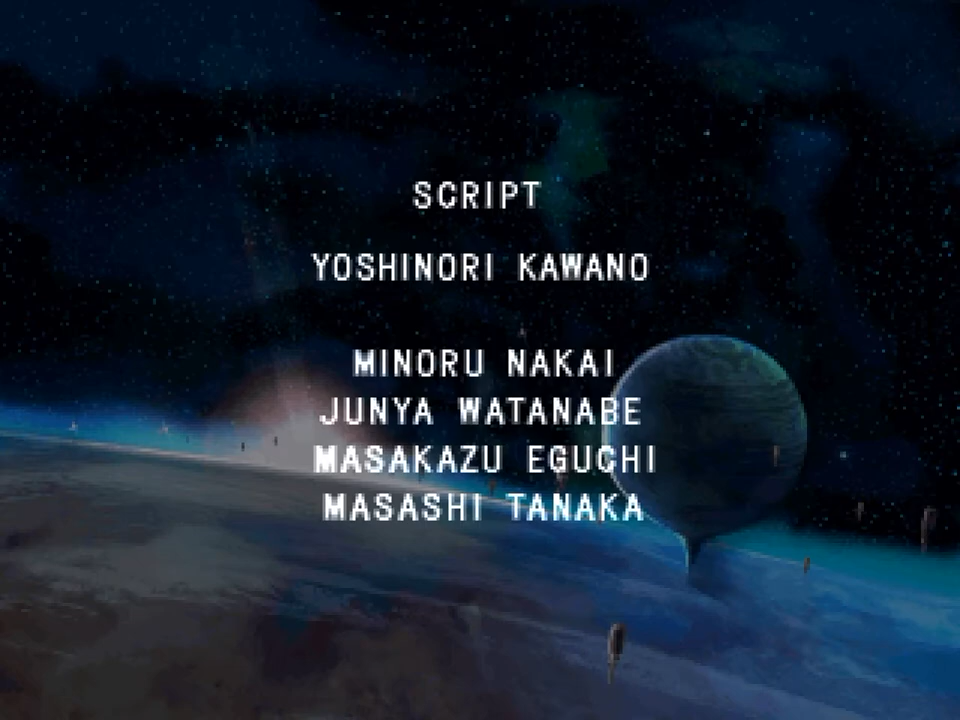 SCRIPT
YOSHINORI KAWANO
MINORU NAKAI
JUNYA WATANABE
MASAKAZU EGUCHI
MASASHI TANAKA